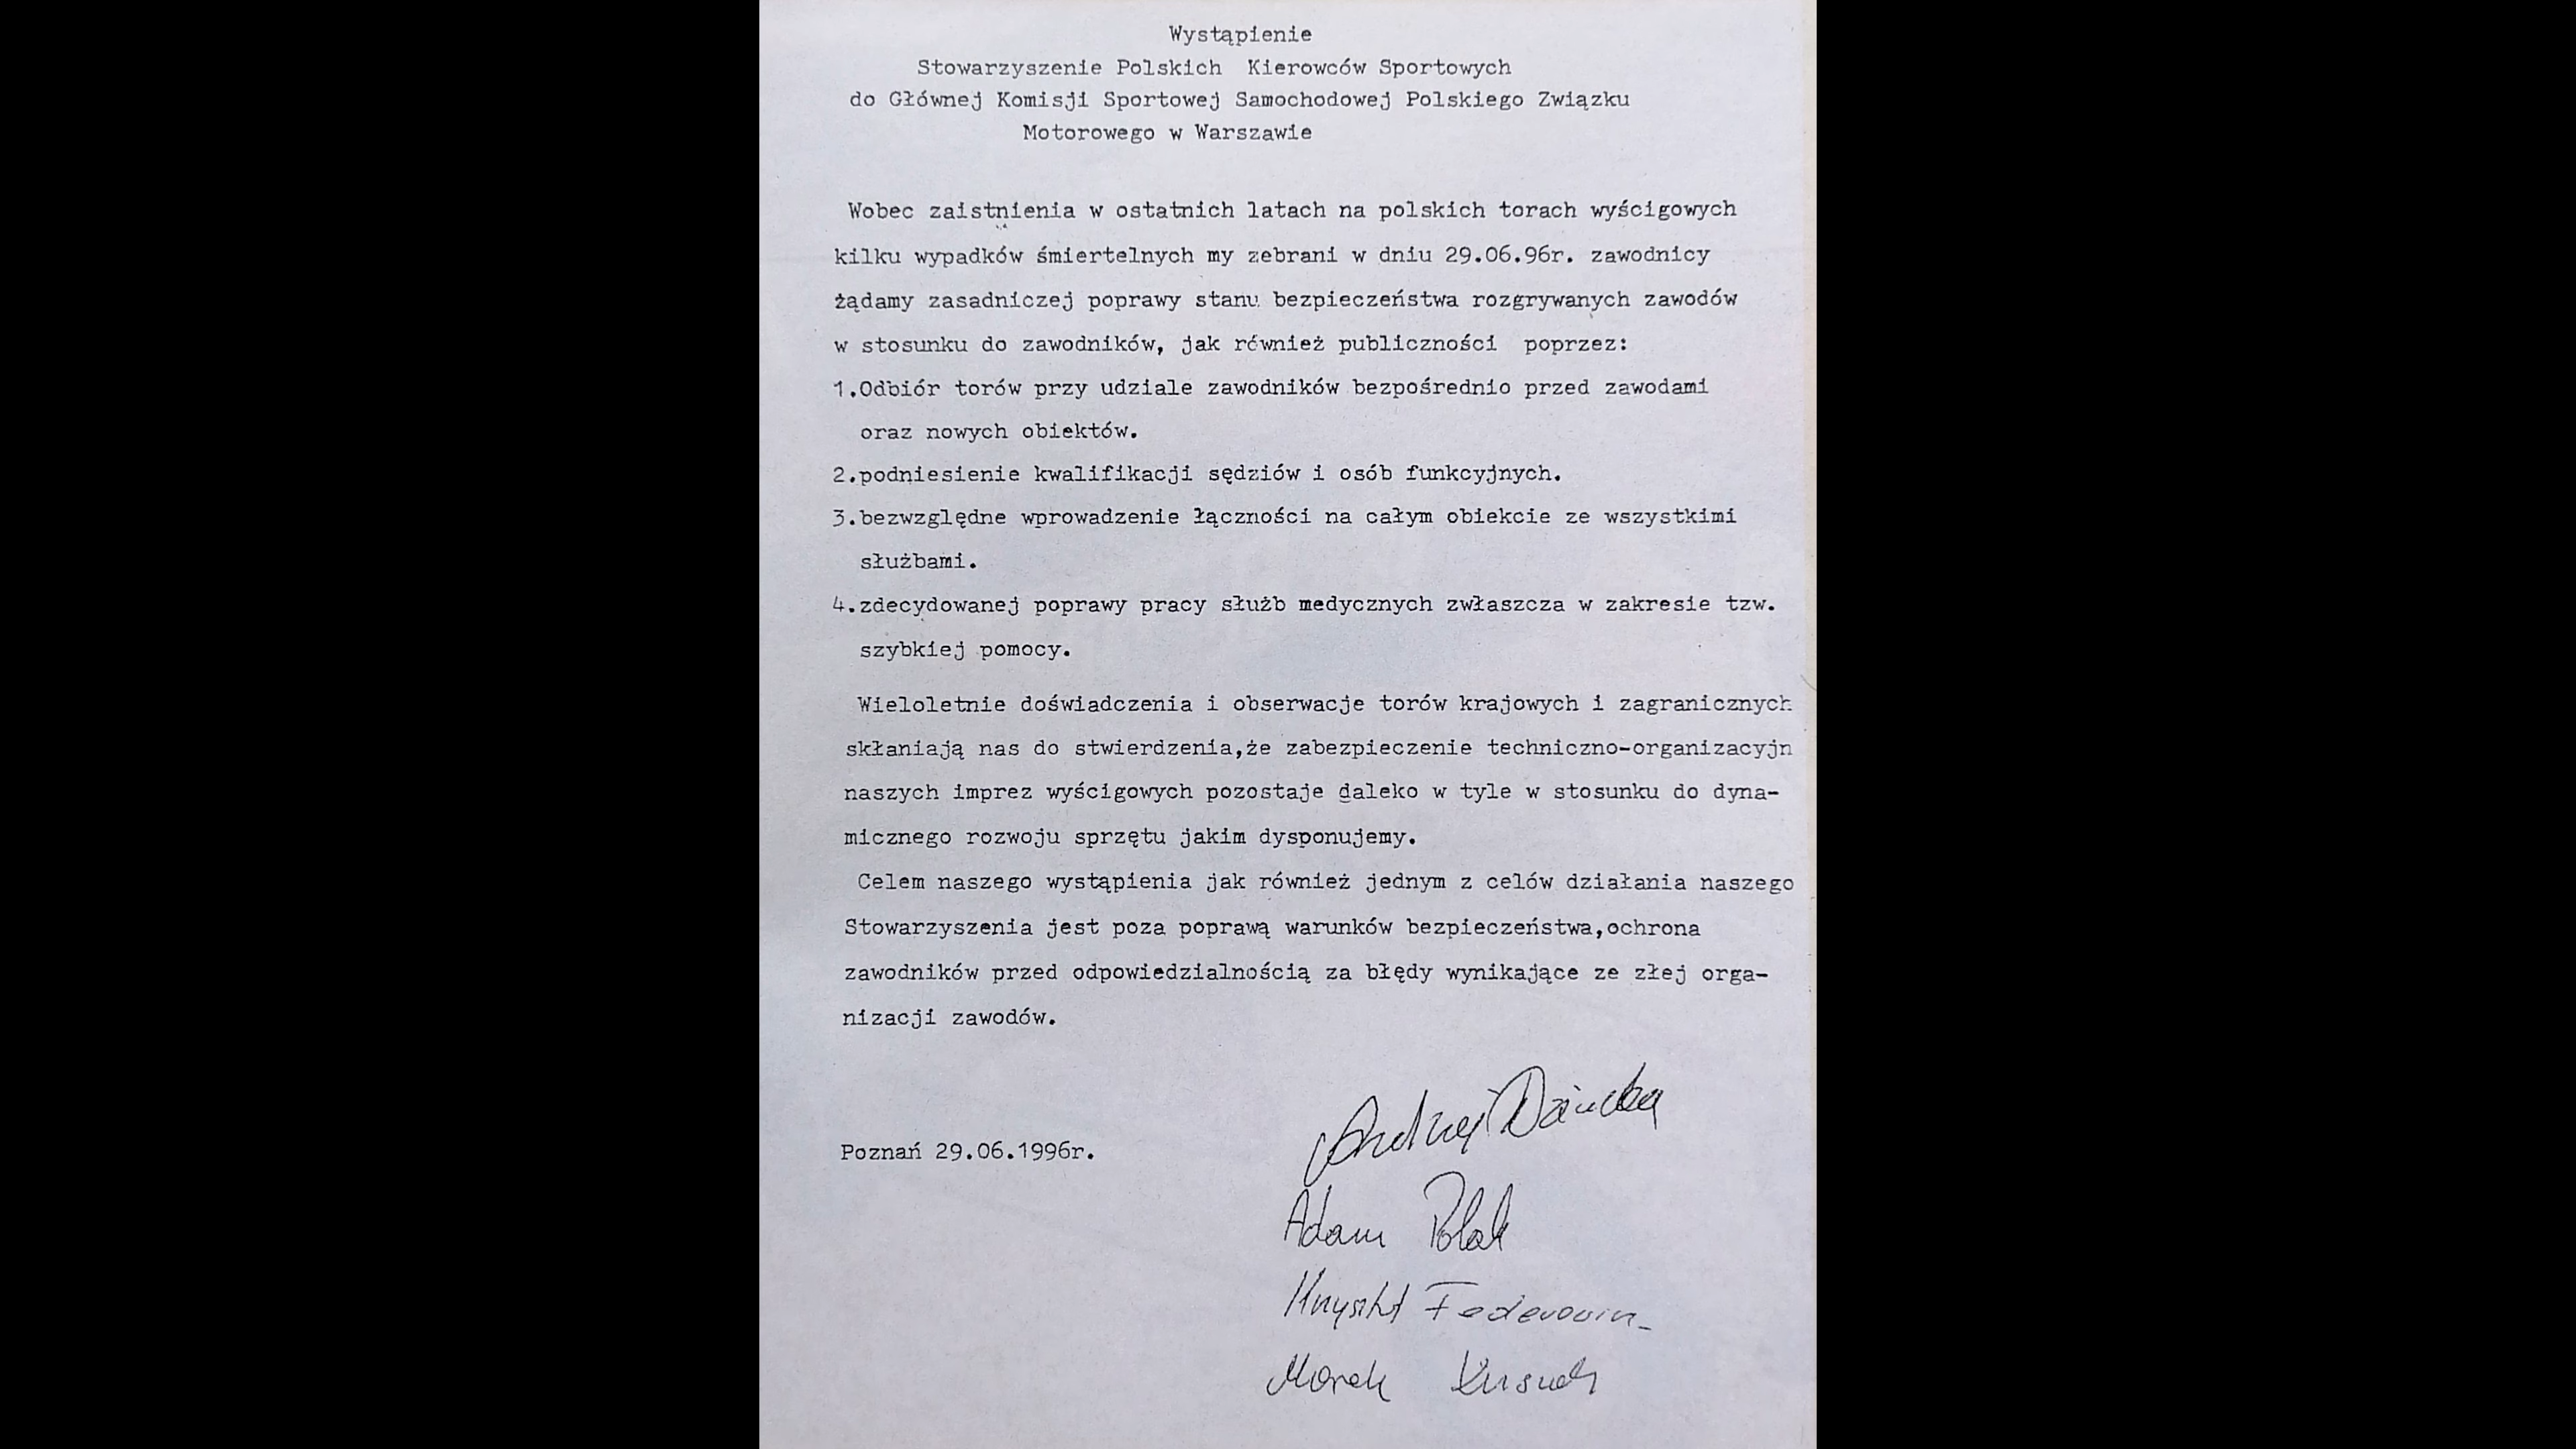 Wystąpienie
Stowarzyszenie Polskich Kierowców Sportowych
do Głównej Komisji Sportowej Samochodowej Polskiego Związku
Motorowego w Warszawie
Wobec zaistnienia w ostatnich latach na polskich torach wyścigowych
kilku wypadków śmiertelnych my zebrani w dniu 29.06.96r. zawodnicy
żądamy zasadniczej poprawy stanu bezpieczeństwa rozgrywanych zawodów
w stosunku do zawodników, jak również publiczności poprzez:
1.Odbiór torów przy udziale zawodników bezpośrednio przed zawodami
oraz nowych obiektów.
2.podniesienie kwalifikacji sędziów i osób funkcyjnych.
3.bezwzględne wprowadzenie łączności na całym obiekcie ze wszystkimi
służbami.
4.zdecydowanej poprawy pracy służb medycznych zwłaszcza w zakresie tzw.
szybkiej pomocy.
Wieloletnie doświadczenia i obserwacje torów krajowych i zagranicznych
skłaniają nas do stwierdzenia,że zabezpieczenie techniczno-organizacyjn
naszych imprez wyścigowych pozostaje daleko w tyle w stosunku do dyna-
micznego rozwoju sprzętu jakim dysponujemy.
Celem naszego wystąpienia jak również jednym z celów działania naszego
Stowarzyszenia jest poza poprawą warunków bezpieczeństwa,ochrona
zawodników przed odpowiedzialnością za błędy wynikające ze złej orga-
nizacji zawodów.
Andrzej
Poznań 29.06.1996r.
Adam Polak
Marek